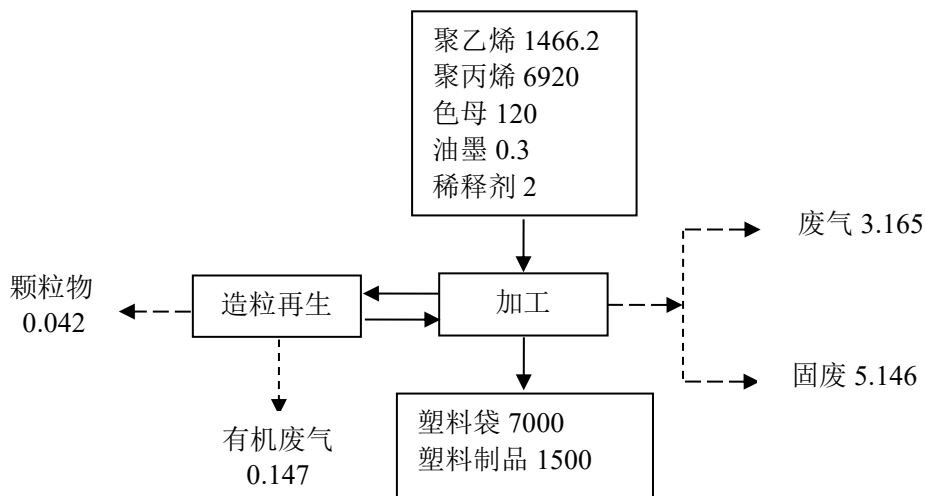 聚乙烯 1466.2
聚丙烯 6920
色母 120
油墨 0.3
稀释剂 2
废气 3.165
颗粒物
0.042
造粒再生
加工
固废 5.146
有机废气
0.147
塑料袋 7000
塑料制品 1500